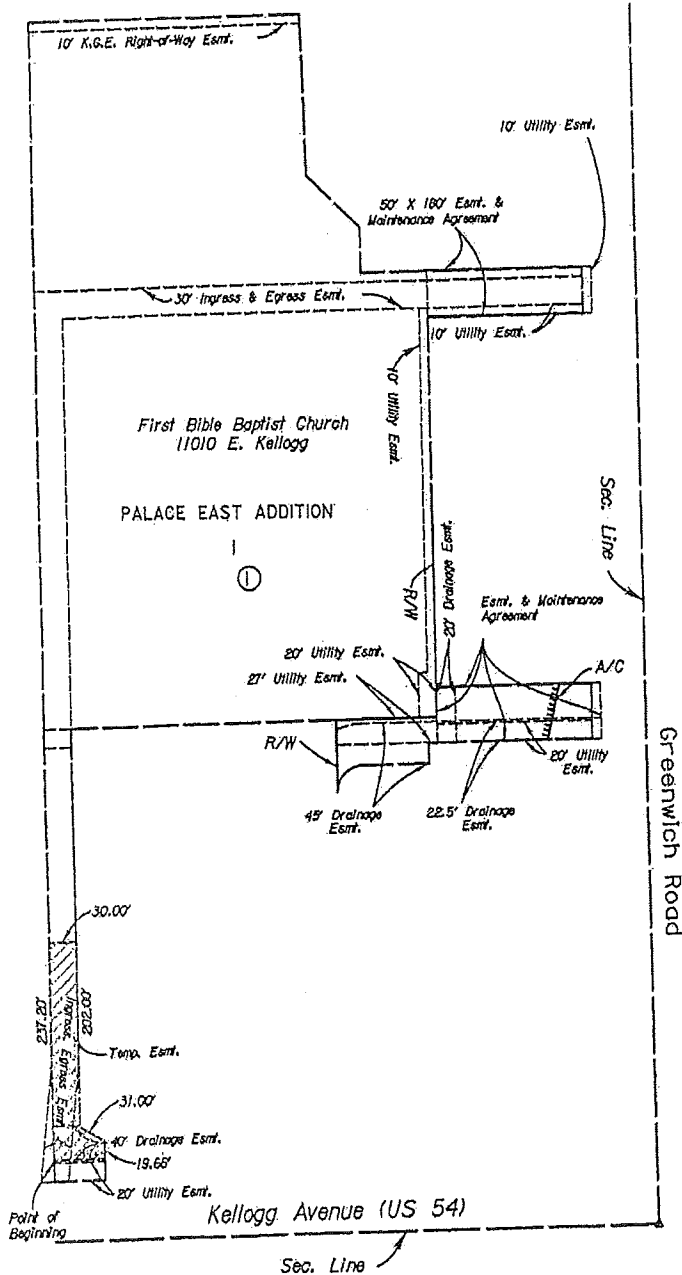 10' K.G.E. Right-of-Way Esmt.
10' Utility Esmt.
50' X 180' Esmt. &
Maintenance Agreement
30' Ingress & Egress Esmt.
10' Utility Esmt.
10' Utility Esmt.
First Bible Baptist Church
11010 E. Kellogg
PALACE EAST ADDITION
1
1
R/W
20' Drainage Esmt.
Sec. Line
Esmt. & Maintenance
Agreement
20' Utility Esmt.
27' Utility Esmt.
A/C
R/W
20' Utility
Esmt.
45' Drainage
Esmt.
22.5' Drainage
Esmt.
Greenwich Road
30.00'
237.20'
Ingress Egress Esmt.
202.00'
Temp. Esmt.
31.00'
40' Drainage Esmt.
19.66'
20' Utility Esmt.
Point of
Beginning
Kellogg Avenue (US 54)
Sec. Line